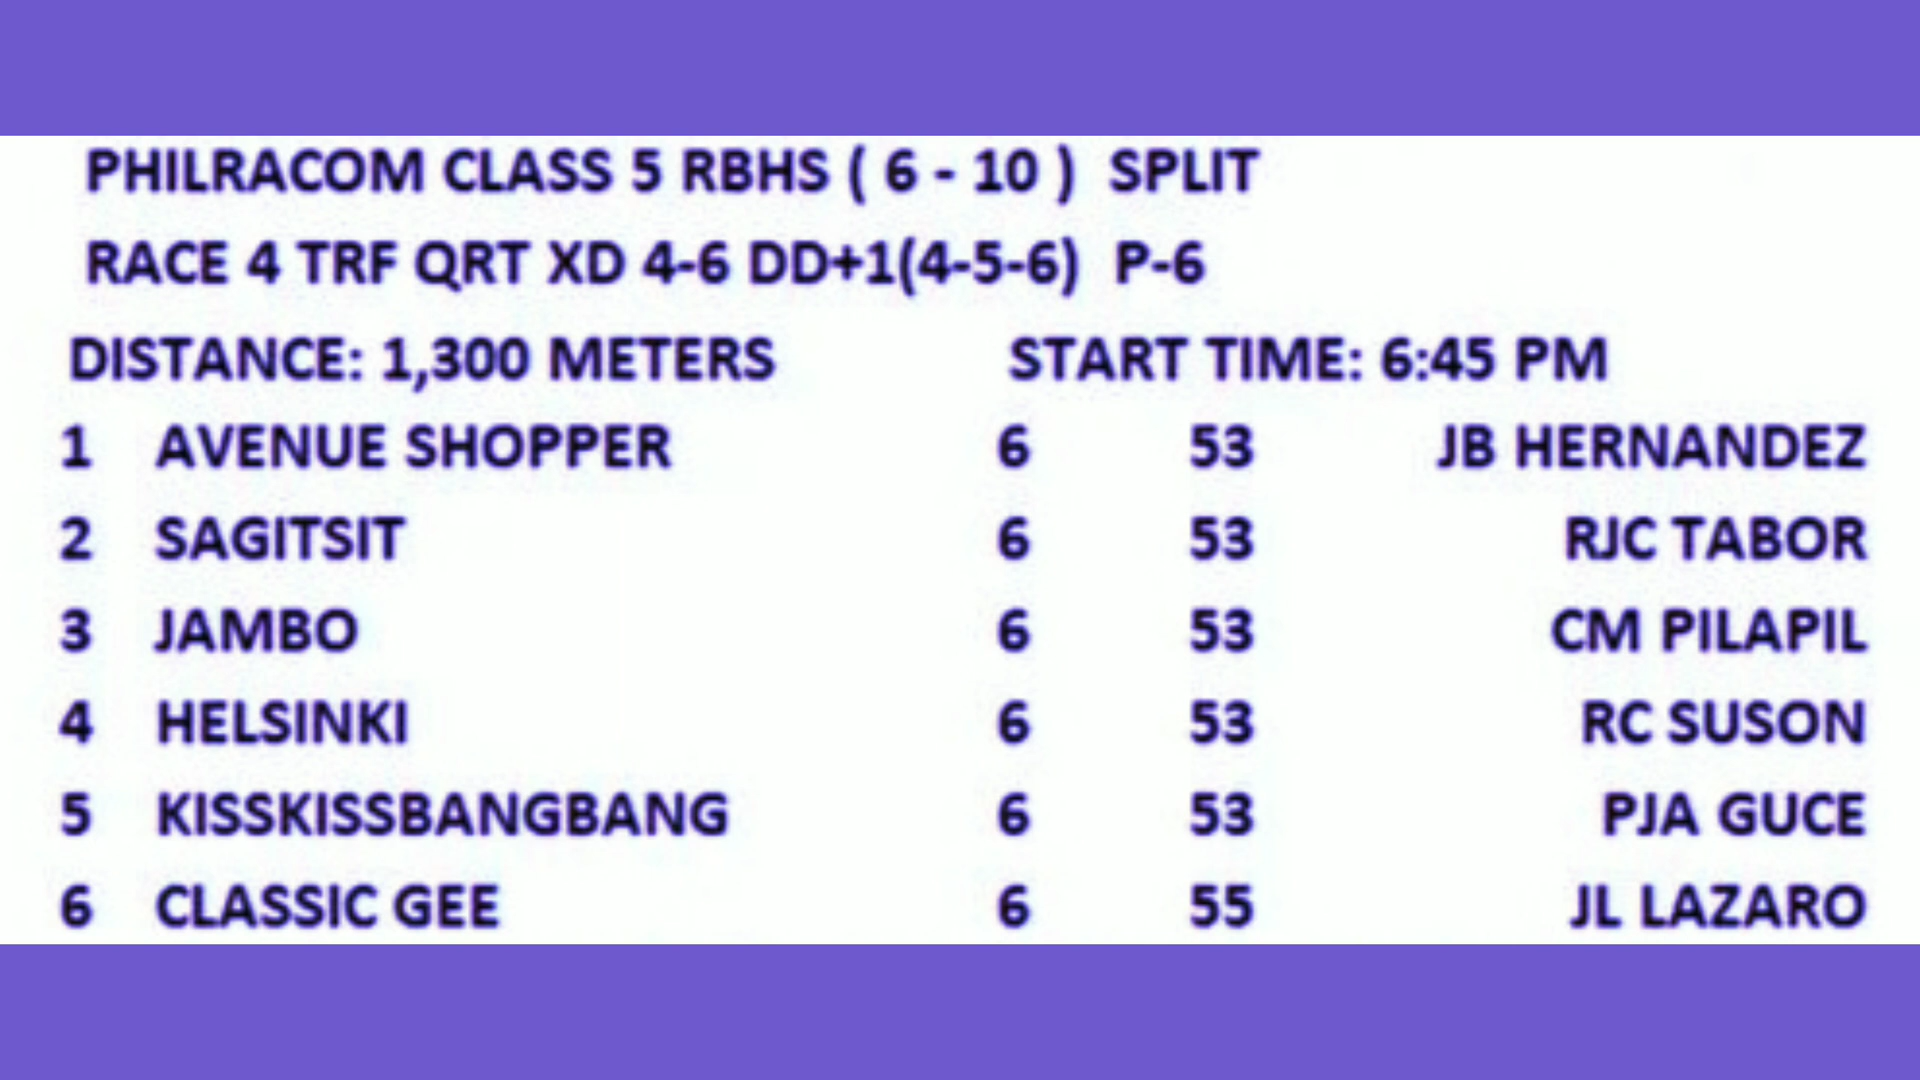 PHILRACOM CLASS 5 RBHS ( 6 - 10 ) SPLIT
RACE 4 TRF QRT XD 4-6 DD+1(4-5-6) P-6
DISTANCE: 1,300 METERS START TIME: 6:45 PM
1 AVENUE SHOPPER 6 53 JB HERNANDEZ
2 SAGITSIT 6 53 RJC TABOR
3 JAMBO 6 53 CM PILAPIL
4 HELSINKI 6 53 RC SUSON
5 KISSKISSBANGBANG 6 53 PJA GUCE
6 CLASSIC GEE 6 55 JL LAZARO